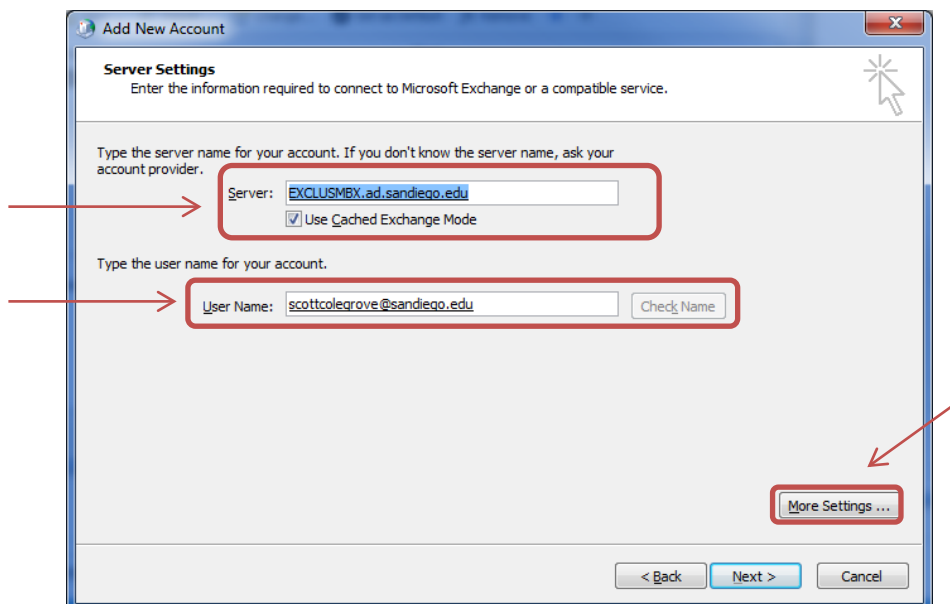 Add New Account
Server Settings
Enter the information required to connect to Microsoft Exchange or a compatible service.
Type the server name for your account. If you don't know the server name, ask your
account provider.
Server: EXCLUSMBX.ad.sandiego.edu
Use Cached Exchange Mode
Type the user name for your account.
User Name: scottcolegrove@sandiego.edu Check Name
More Settings ...
< Back Next > Cancel